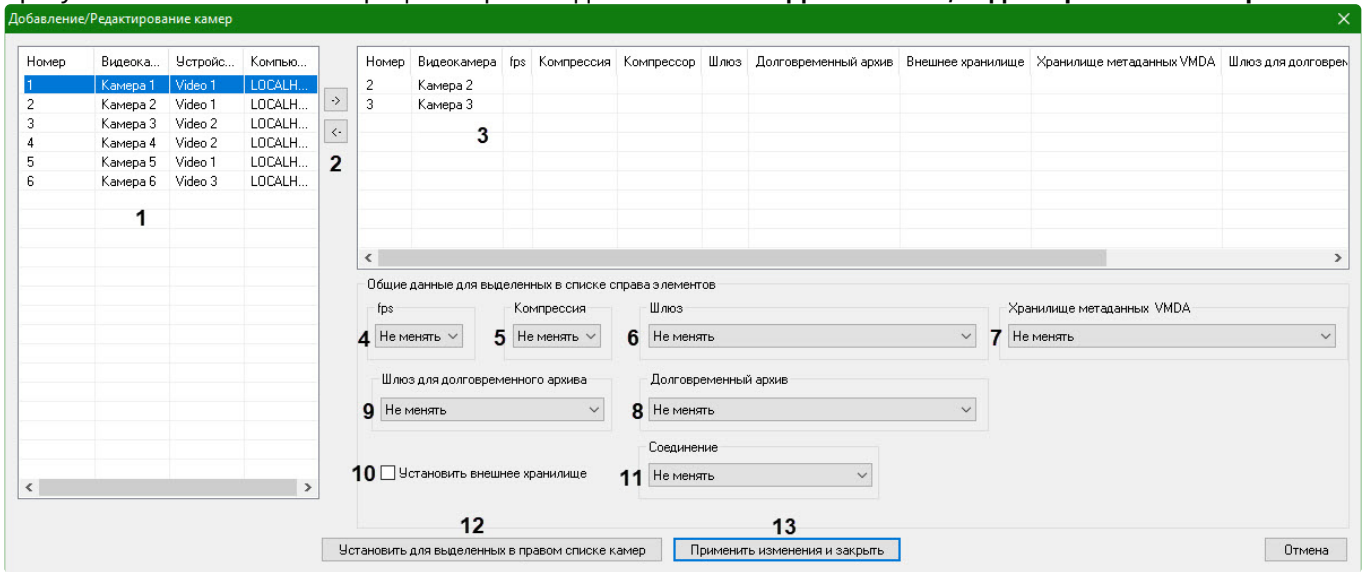 Добавление/Редактирование камер
Номер Видеока... Устройс... Компью...
1 Камера 1 Video 1 LOCALH...
2 Камера 2 Video 1 LOCALH...
3 Камера 3 Video 2 LOCALH...
4 Камера 4 Video 2 LOCALH...
5 Камера 5 Video 1 LOCALH...
6 Камера 6 Video 3 LOCALH...
1
->
<-
2
Номер Видеокамера fps Компрессия Компрессор Шлюз Долговременный архив Внешнее хранилище Хранилище метаданных VMDA Шлюз для долговрем
2 Камера 2
3 Камера 3
3
Общие данные для выделенных в списке справа элементов
fps Компрессия Шлюз Хранилище метаданных VMDA
4 Не менять 5 Не менять 6 Не менять 7 Не менять
Шлюз для долговременного архива Долговременный архив
9 Не менять 8 Не менять
Соединение
10 Установить внешнее хранилище 11 Не менять
12 13
Установить для выделенных в правом списке камер Применить изменения и закрыть Отмена